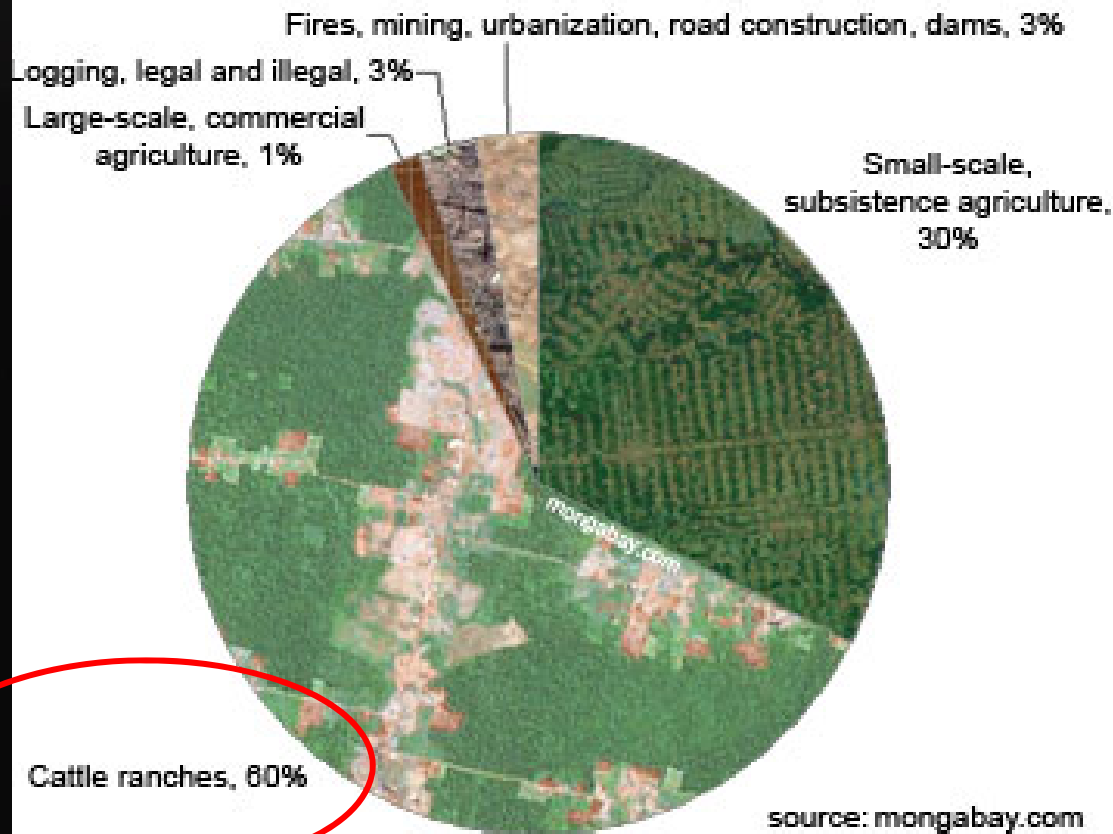 Fires, mining, urbanization, road construction, dams, 3%
Logging, legal and illegal, 3%
Large-scale, commercial
agriculture, 1%
Small-scale,
subsistence agriculture,
30%
mongabay.com
Cattle ranches, 60%
source: mongabay.com